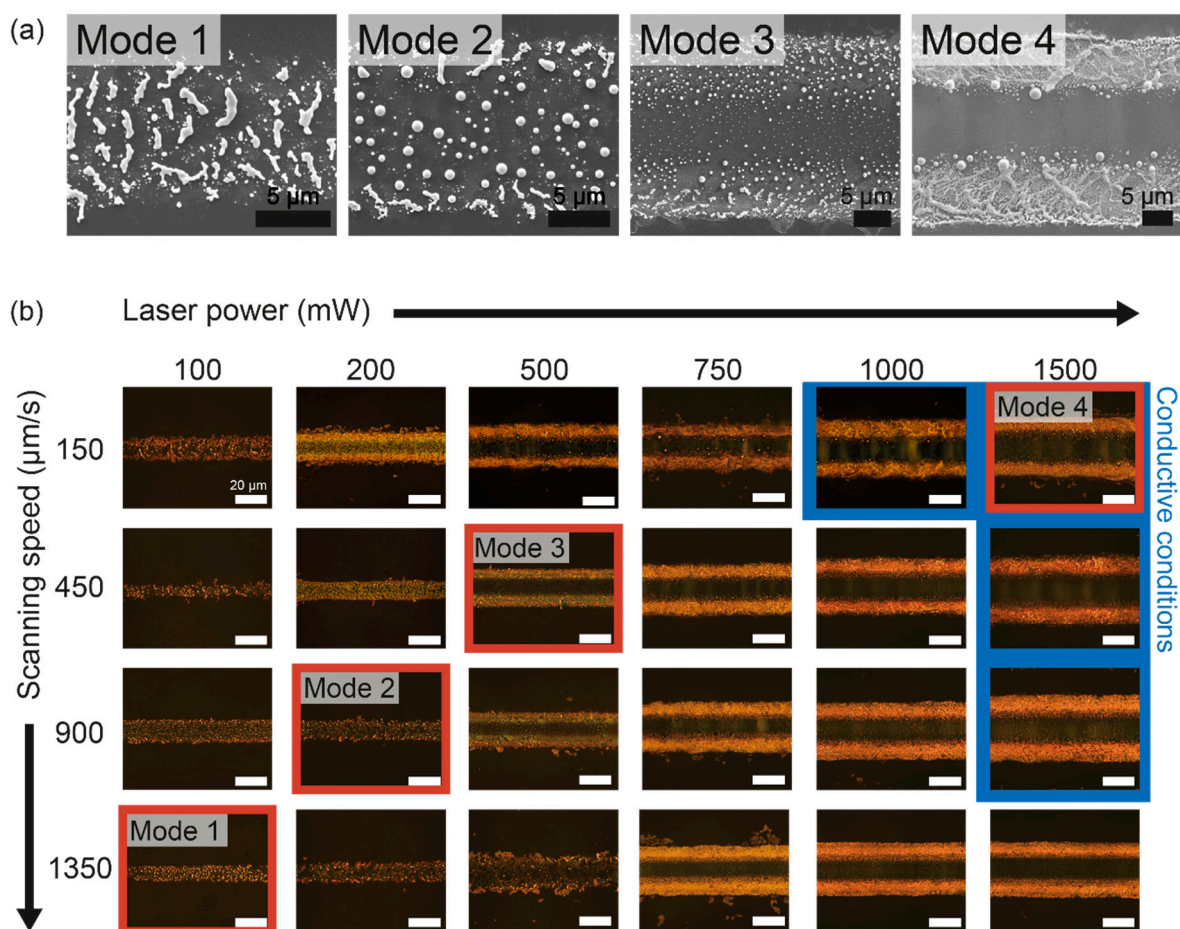 (a)
Mode 1
Mode 2
Mode 3
Mode 4
5 µm
5 µm
5 µm
5 µm
(b)
Laser power (mW)
100
200
500
750
1000
1500
Scanning speed (µm/s)
150
450
900
1350
20 µm
Mode 4
Mode 3
Mode 2
Mode 1
Conductive conditions